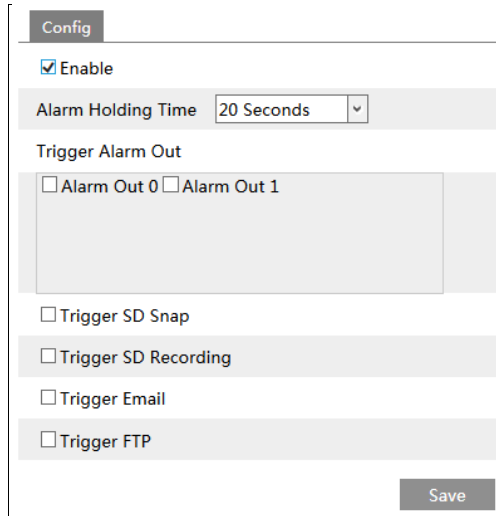 Config
Enable
Alarm Holding Time 20 Seconds
Trigger Alarm Out
Alarm Out 0 Alarm Out 1
Trigger SD Snap
Trigger SD Recording
Trigger Email
Trigger FTP
Save